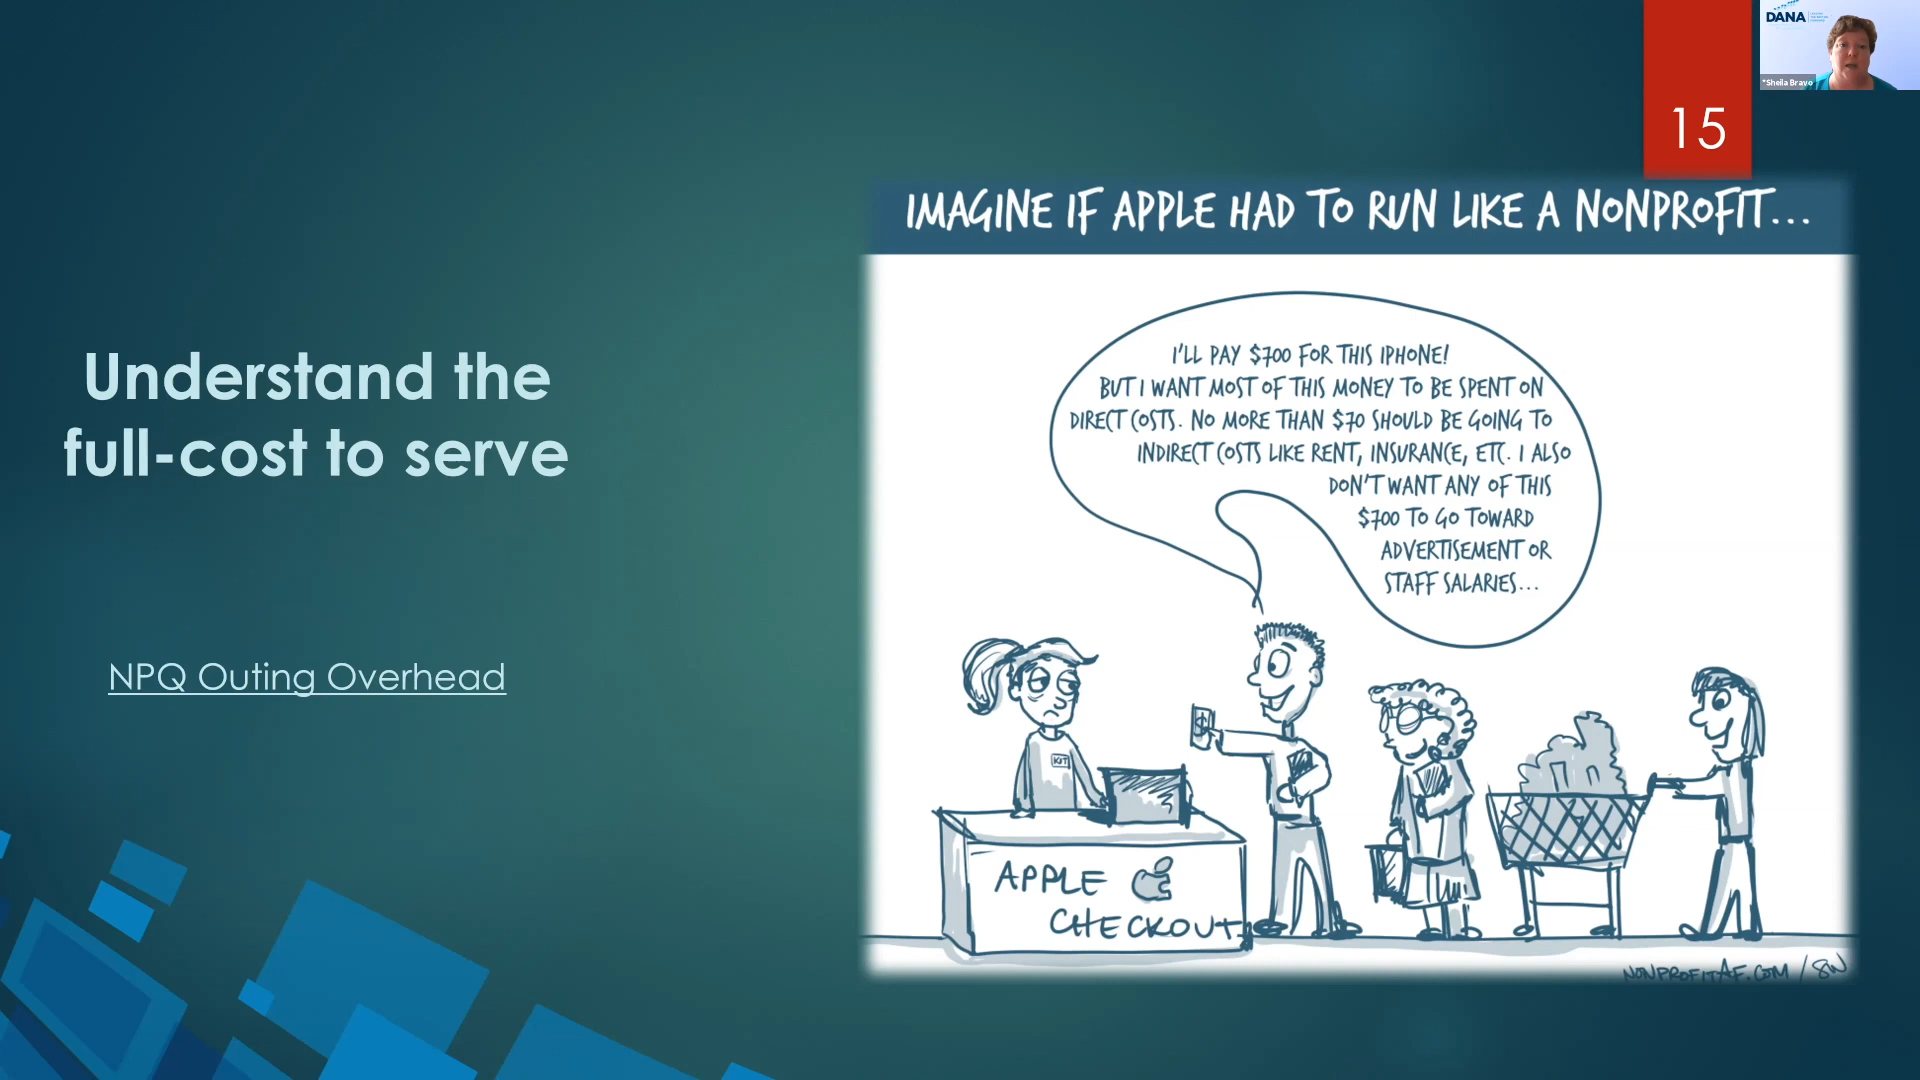 DANA
*Sheila Bravo
15
Understand the
full-cost to serve
NPQ Outing Overhead
IMAGINE IF APPLE HAD TO RUN LIKE A NONPROFIT...
I'LL PAY $700 FOR THIS IPHONE!
BUT I WANT MOST OF THIS MONEY TO BE SPENT ON
DIRECT COSTS. NO MORE THAN $70 SHOULD BE GOING TO
INDIRECT COSTS LIKE RENT, INSURANCE, ETC. I ALSO
DON'T WANT ANY OF THIS
$700 TO GO TOWARD
ADVERTISEMENT OR
STAFF SALARIES...
KIT
$
APPLE
CHECKOUT
NONPROFITAF.COM / SW